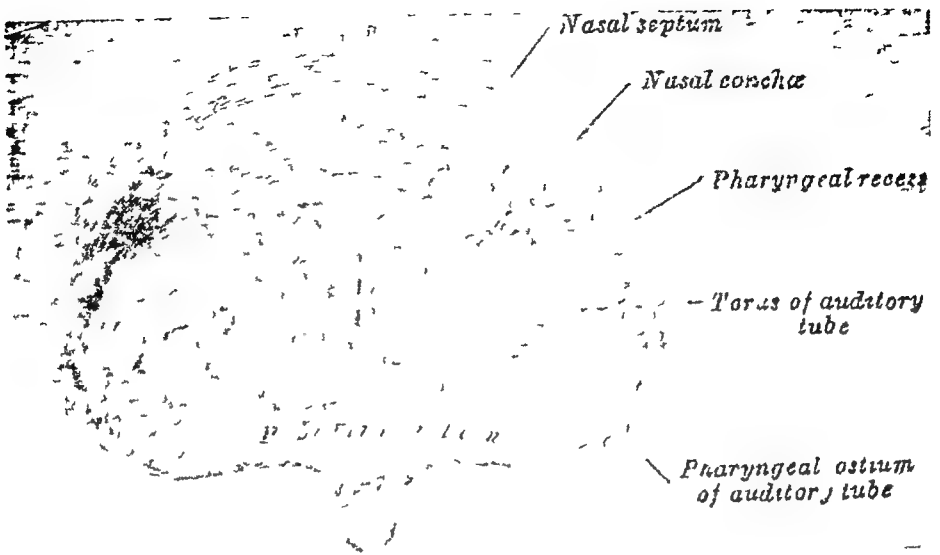 Nasal septum
Nasal conchæ
Pharyngeal recess
Torus of auditory
tube
Pharyngeal ostium
of auditory tube